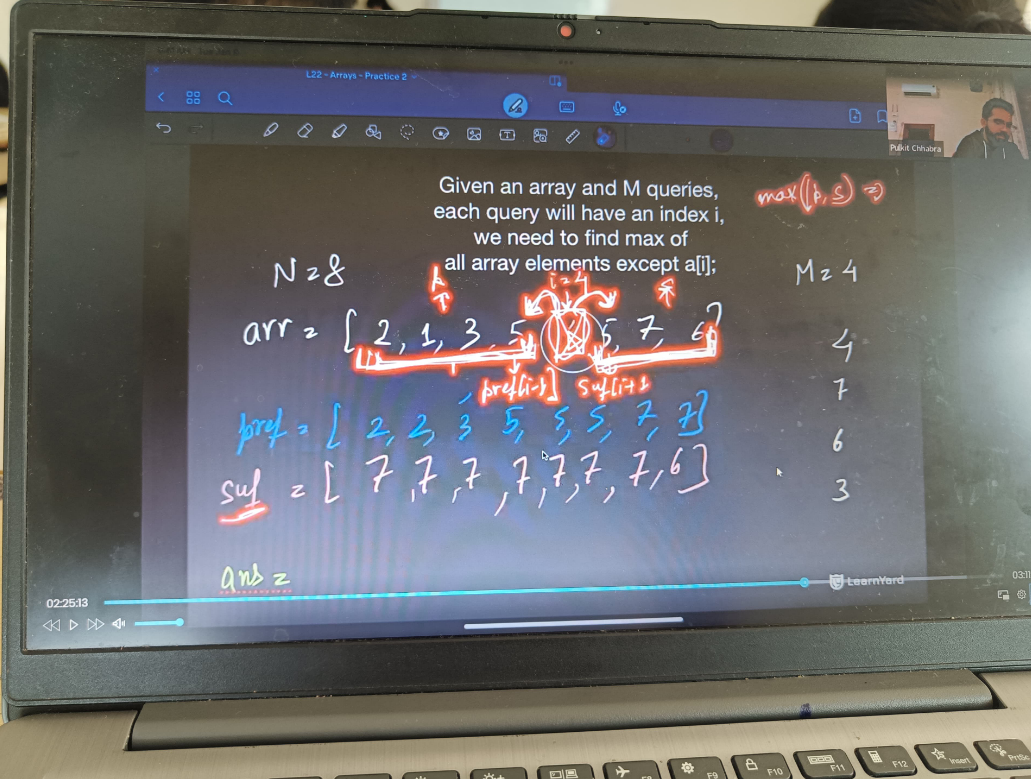 L22 - Arrays - Practice 2
Pulkit Chhabra
Given an array and M queries,
each query will have an index i,
we need to find max of
all array elements except a[i];
max(p, s) =>
N = 8
M = 4
i = 4
arr = [ 2, 1, 3, 5 5, 7, 6 ]
pref[i-1] suf[i+1
pref = [ 2, 2, 3 5, 5, 5, 7, 7]
suf = [ 7, 7, 7, 7, 7, 7, 7, 6 ]
4
7
6
3
ans =
LearnYard
02:25:13
03:11
F8
F9
F10
F11
F12
Insert
PrtSc